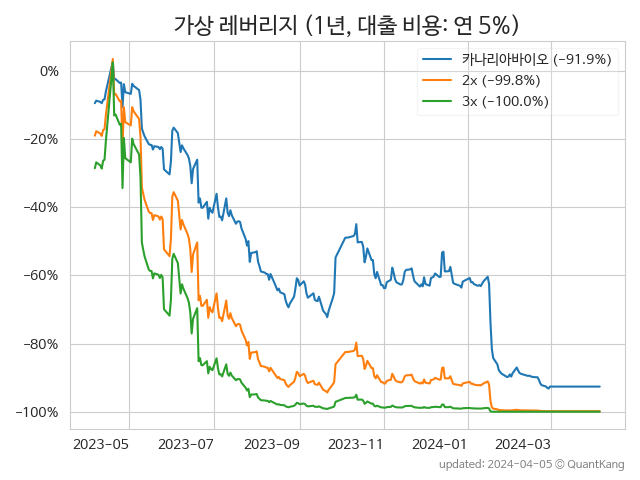 가상 레버리지 (1년, 대출 비용: 연 5%)
카나리아바이오 (−91.9%)
2x (−99.8%)
3x (−100.0%)
0%
−20%
−40%
−60%
−80%
−100%
2023-05 2023-07 2023-09 2023-11 2024-01 2024-03
updated: 2024-04-05 © QuantKang